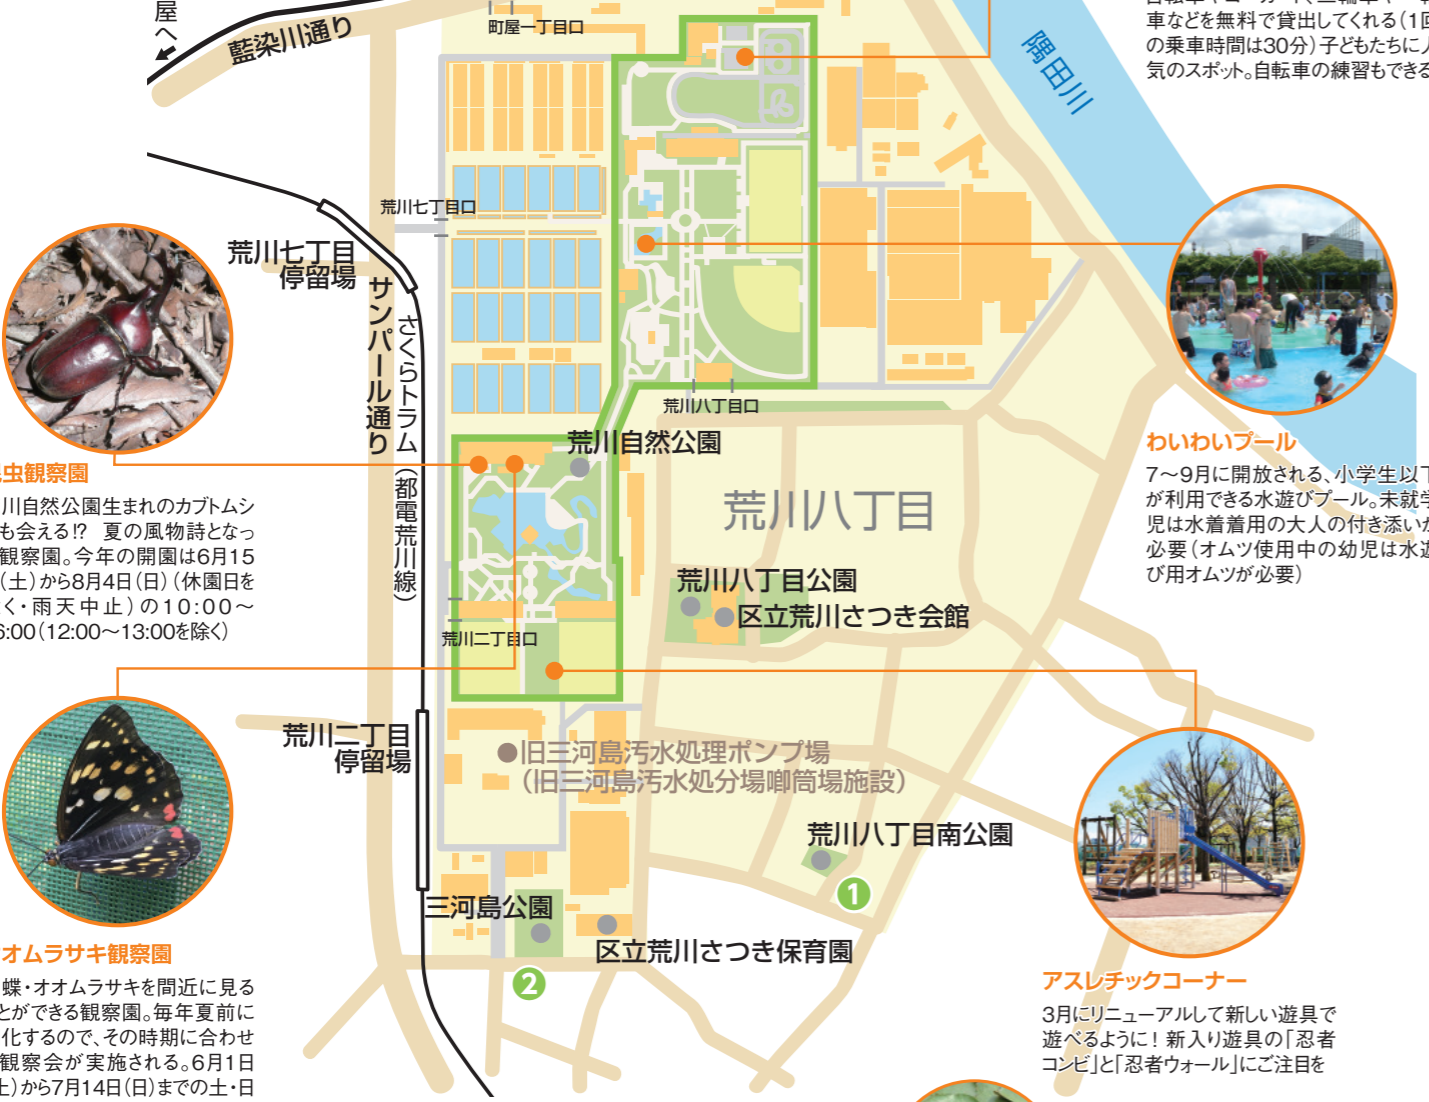 屋へ
藍染川通り
町屋一丁目口
隅田川
車などを無料で貸出してくれる(1回
の乗車時間は30分)子どもたちに人
気のスポット。自転車の練習もできる
荒川七丁目口
荒川七丁目
停留場
サンパール通り
さくらトラム(都電荒川線)
荒川八丁目口
荒川自然公園
荒川八丁目
わいわいプール
7〜9月に開放される、小学生以下
が利用できる水遊びプール。未就学
児は水着着用の大人の付き添いが
必要(オムツ使用中の幼児は水遊
び用オムツが必要)
虫観察園
川自然公園生まれのカブトムシ
も会える!? 夏の風物詩となっ
観察園。今年の開園は6月15
(土)から8月4日(日)(休園日を
く・雨天中止)の10:00〜
6:00(12:00〜13:00を除く)
荒川八丁目公園
区立荒川さつき会館
荒川二丁目口
荒川二丁目
停留場
旧三河島汚水処理ポンプ場
(旧三河島汚水処分場喞筒場施設)
荒川八丁目南公園
1
三河島公園
区立荒川さつき保育園
2
オムラサキ観察園
蝶・オオムラサキを間近に見る
とができる観察園。毎年夏前に
化するので、その時期に合わせ
観察会が実施される。6月1日
土)から7月14日(日)までの土・日
アスレチックコーナー
3月にリニューアルして新しい遊具で
遊べるように! 新入り遊具の「忍者
コンビ」と「忍者ウォール」にご注目を